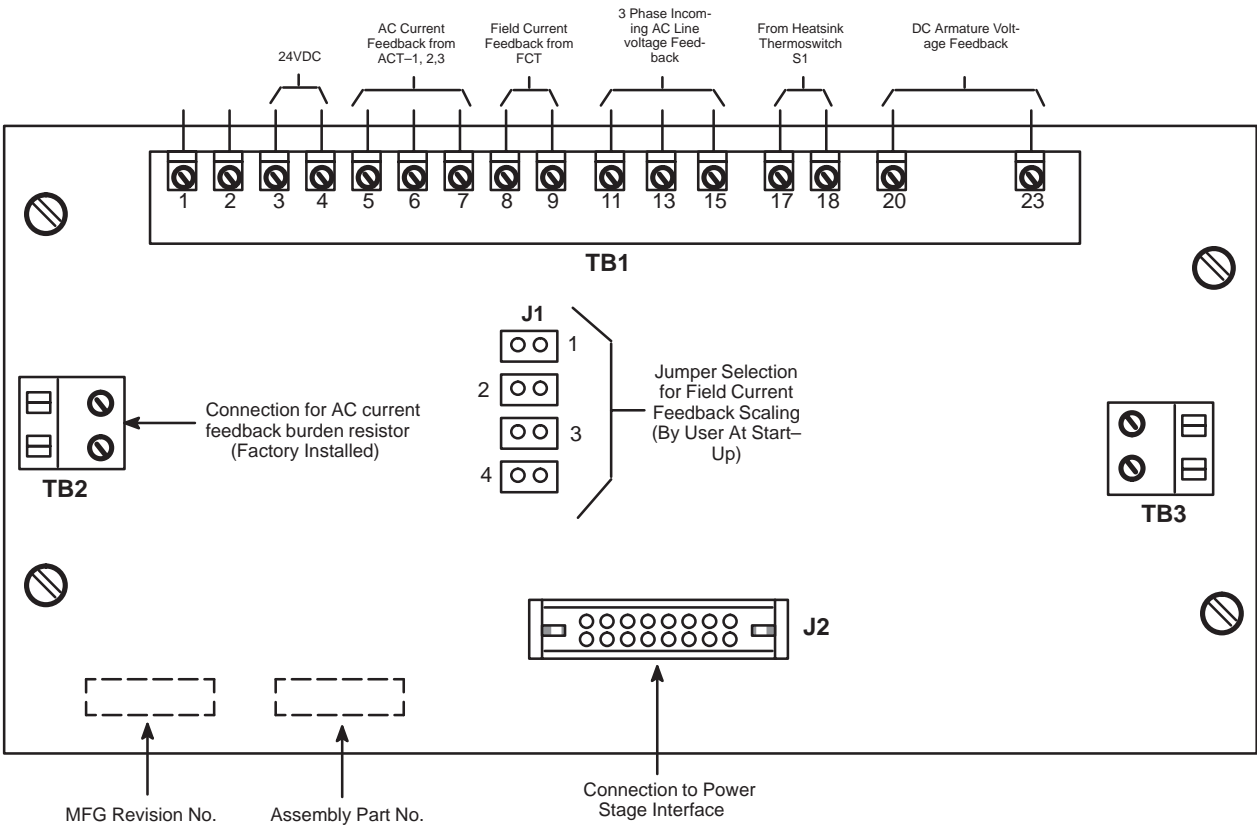 3 Phase Incom-
ing AC Line
voltage Feed-
back
AC Current
Feedback from
ACT–1, 2,3
Field Current
Feedback from
FCT
From Heatsink
Thermoswitch
S1
DC Armature Volt-
age Feedback
24VDC
1 2 3 4 5 6 7 8 9 11 13 15 17 18 20 23
TB1
J1
1
2
3
4
Jumper Selection
for Field Current
Feedback Scaling
(By User At Start–
Up)
Connection for AC current
feedback burden resistor
(Factory Installed)
TB2
TB3
J2
MFG Revision No.
Assembly Part No.
Connection to Power
Stage Interface